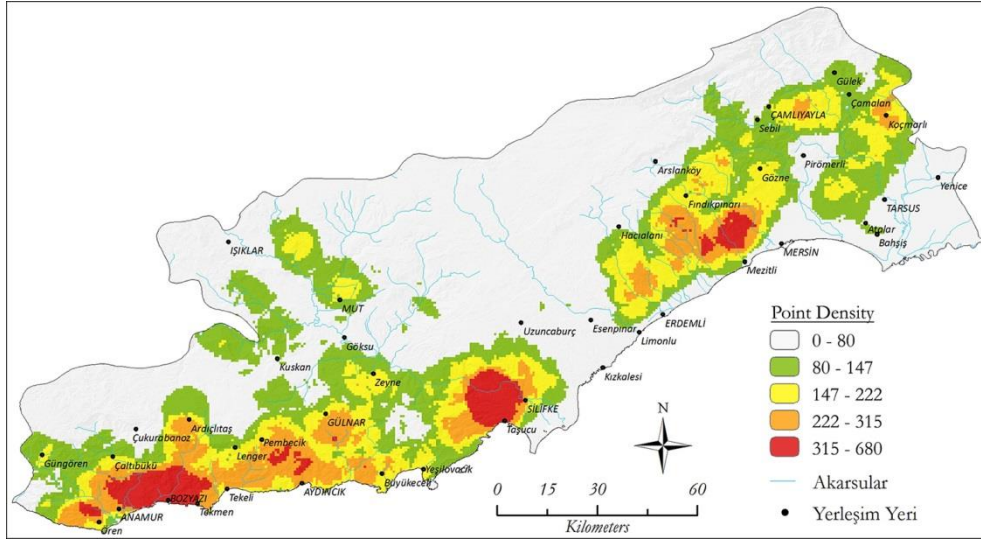 Gülek
Çamalan
ÇAMLIYAYLA
Koçmarlı
Sebil
Pirömerli
Arslanköy
Gözne
Yenice
Fındıkpınarı
TARSUS
Hacıalanı
Atalar
Bahşiş
IŞIKLAR
MERSİN
Mezitli
MUT
Point Density
0 - 80
80 - 147
147 - 222
222 - 315
315 - 680
Akarsular
Yerleşim Yeri
ERDEMLİ
Esenpınar
Uzuncaburç
Limonlu
Göksu
Kuskan
Kızkalesi
Zeyne
SİLİFKE
GÜLNAR
Taşucu
N
Ardıçlıtaş
Çukurabanoz
Pembecik
Lenger
Güngören
Çaltıbükü
Yeşilovacık
Büyükeceli
AYDINCIK
Tekeli
BOZYAZI
Tekmen
ANAMUR
Ören
0 15 30 60
Kilometers